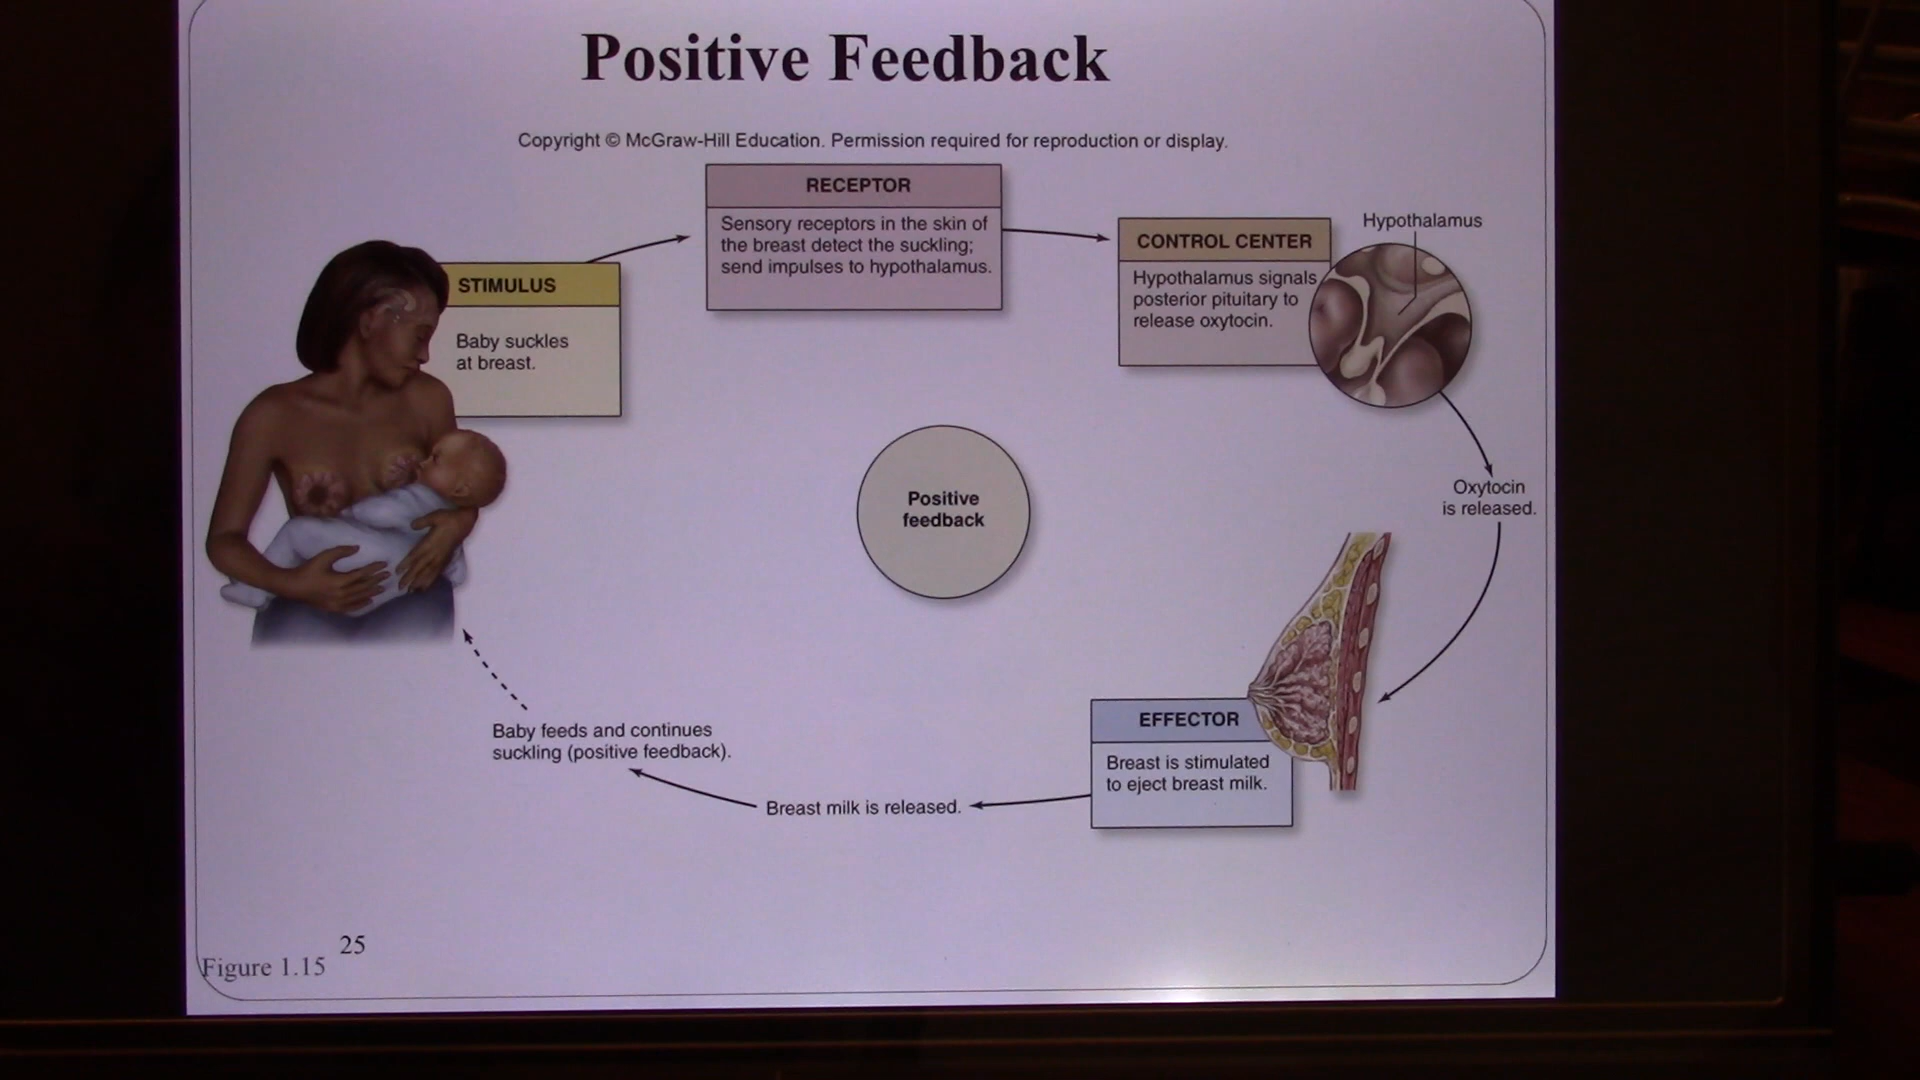 Positive Feedback
Copyright © McGraw-Hill Education. Permission required for reproduction or display.
STIMULUS
Baby suckles
at breast.
RECEPTOR
Sensory receptors in the skin of
the breast detect the suckling;
send impulses to hypothalamus.
CONTROL CENTER
Hypothalamus signals
posterior pituitary to
release oxytocin.
Hypothalamus
Oxytocin
is released.
Positive
feedback
EFFECTOR
Breast is stimulated
to eject breast milk.
Breast milk is released.
Baby feeds and continues
suckling (positive feedback).
25
Figure 1.15